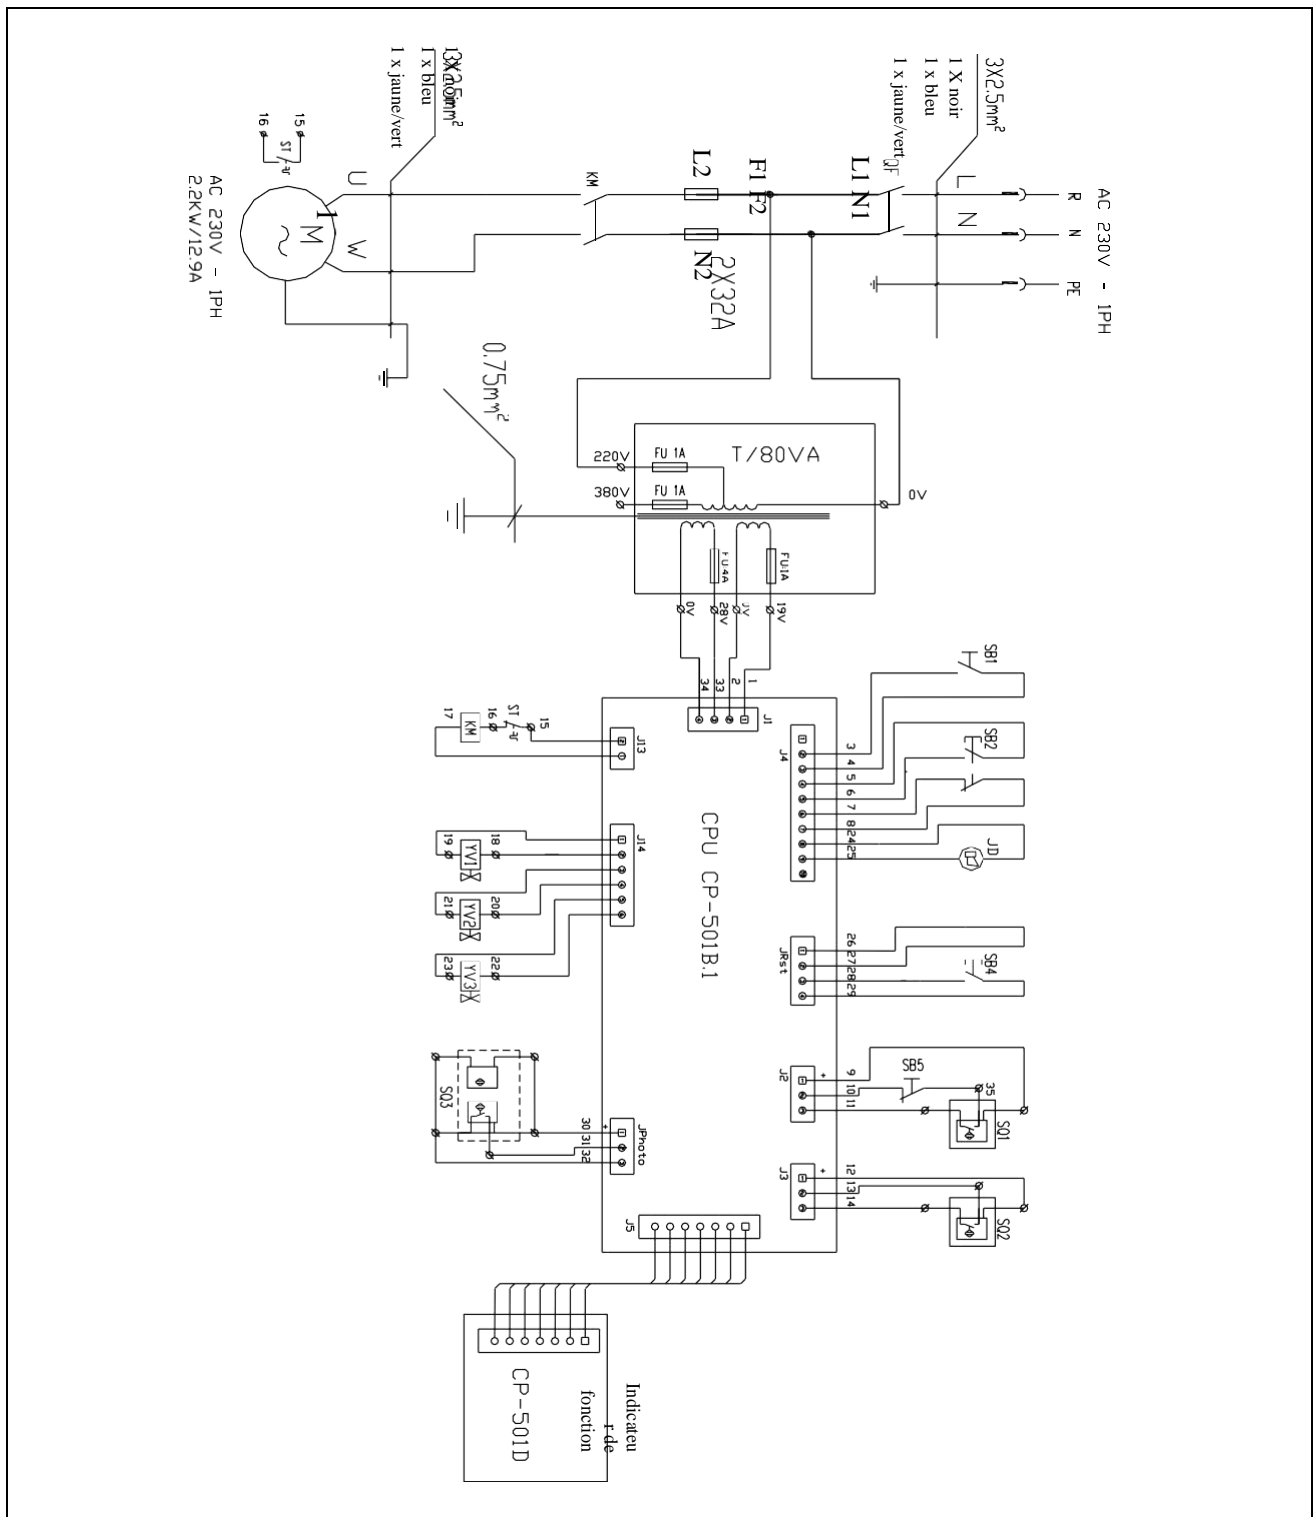 AC 230V - 1PH
R
N
PE
3X2.5mm²
1 X noir
1 x bleu
1 x jaune/vert
L
N
QF
L1 N1
F1 F2
L2
N2
2X32A
KM
3X2.5mm²
1 x noir
1 x bleu
1 x jaune/vert
U
W
1
M
AC 230V - 1PH
2.2KW/12.9A
15
16
ST
0.75mm²
T/80VA
220V
FU 1A
380V
FU 1A
0V
FU4A
FU1A
0V
28V
19V
34
33
2
1
J1
CPU CP-501B.1
J13
15
ST
16
KM
17
J14
18
YV1
19
20
YV2
21
22
YV3
23
SQ3
JPhoto
+
30
31
32
J4
3
4
5
6
7
8
24
25
SB1
SB2
JD
JRst
26
27
28
29
SB4
J2
+
9
10
11
SB5
35
SQ1
J3
+
12
13
14
SQ2
J5
CP-501D
Indicateu
r de
fonction